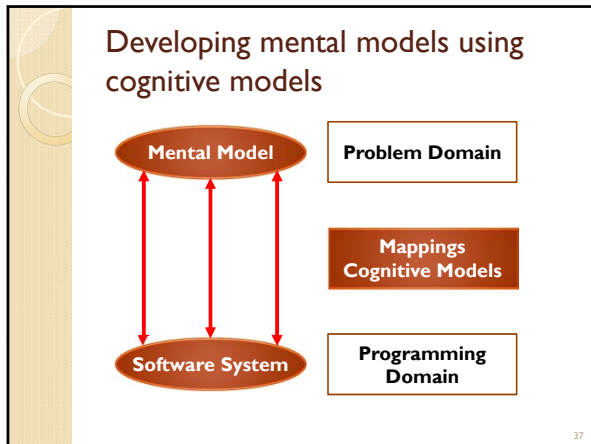 Developing mental models using
cognitive models
Mental Model
Problem Domain
Mappings
Cognitive Models
Software System
Programming
Domain
37